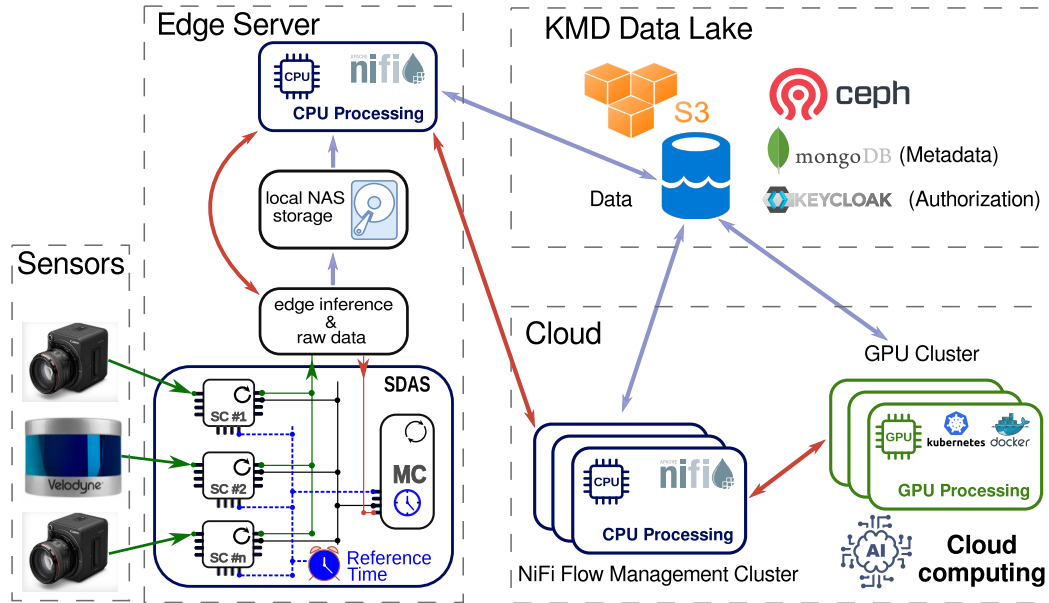 Edge Server
CPU
APACHE
nifi
CPU Processing
local NAS
storage
edge inference
&
raw data
Sensors
Velodyne
SDAS
SC #1
SC #2
SC #n
MC
Reference
Time
KMD Data Lake
S3
ceph
mongoDB (Metadata)
KEYCLOAK (Authorization)
Data
Cloud
GPU Cluster
GPU
kubernetes
docker
GPU Processing
CPU
APACHE
nifi
CPU Processing
NiFi Flow Management Cluster
AI
Cloud
computing